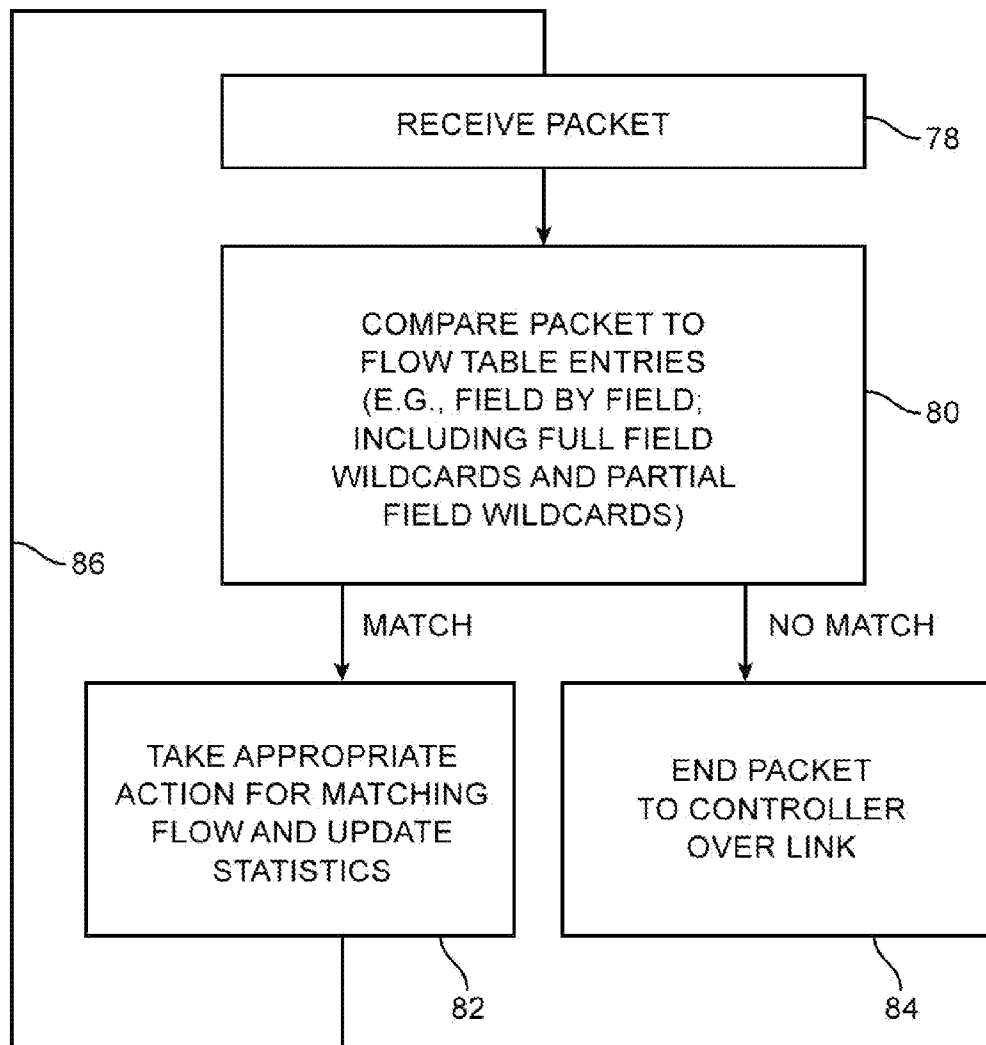 RECEIVE PACKET
78
COMPARE PACKET TO
FLOW TABLE ENTRIES
(E.G., FIELD BY FIELD;
INCLUDING FULL FIELD
WILDCARDS AND PARTIAL
FIELD WILDCARDS)
80
86
MATCH
NO MATCH
TAKE APPROPRIATE
ACTION FOR MATCHING
FLOW AND UPDATE
STATISTICS
82
END PACKET
TO CONTROLLER
OVER LINK
84